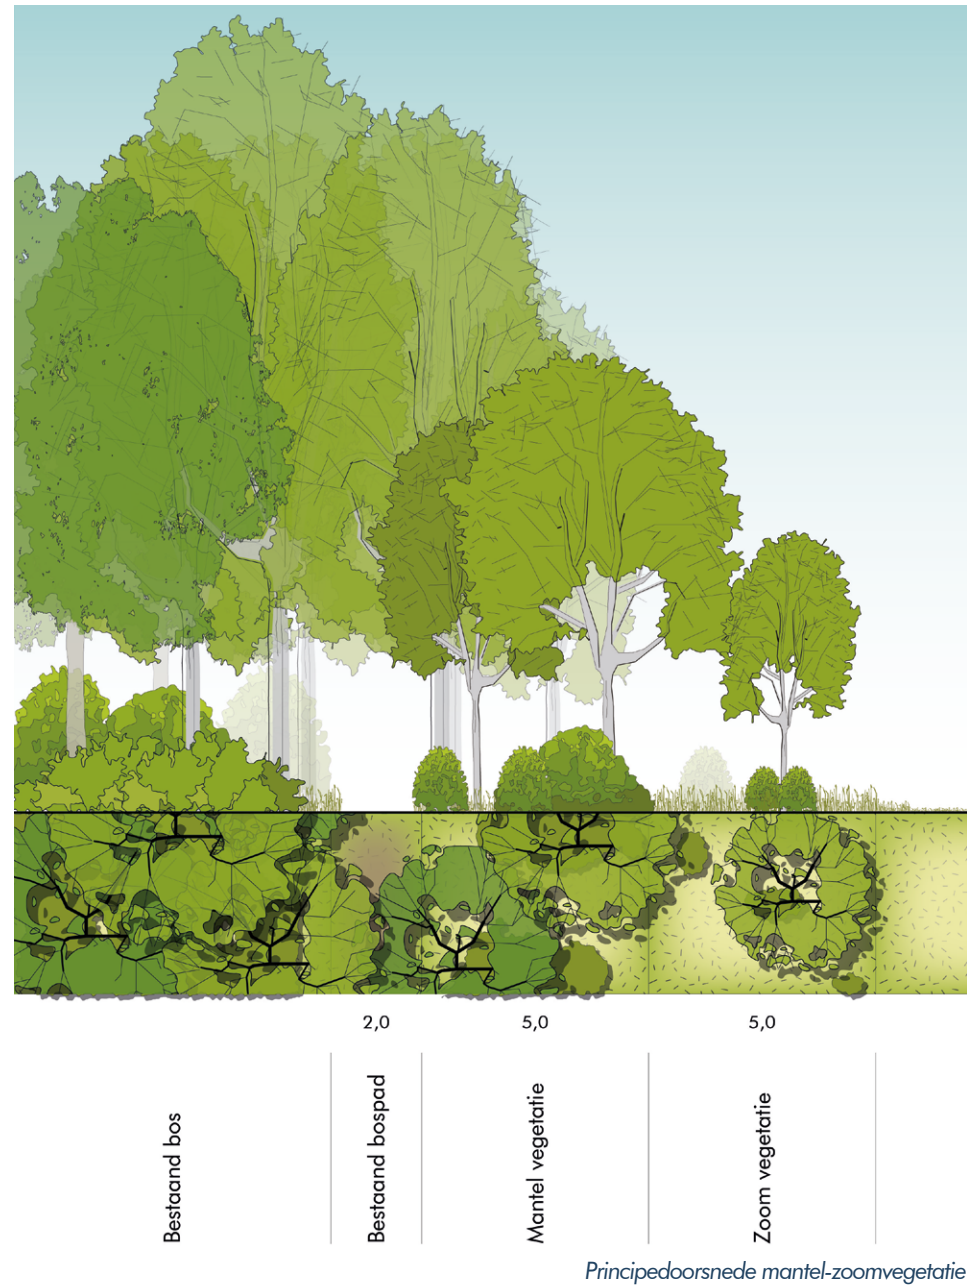 2,0
5,0
5,0
Bestaand bos
Bestaand bospad
Mantel vegetatie
Zoom vegetatie
Principedoorsnede mantel-zoomvegetatie